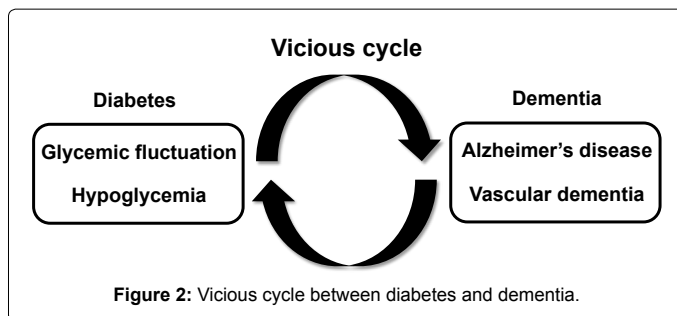 Vicious cycle
Diabetes
Glycemic fluctuation
Hypoglycemia
Dementia
Alzheimer's disease
Vascular dementia
Figure 2: Vicious cycle between diabetes and dementia.